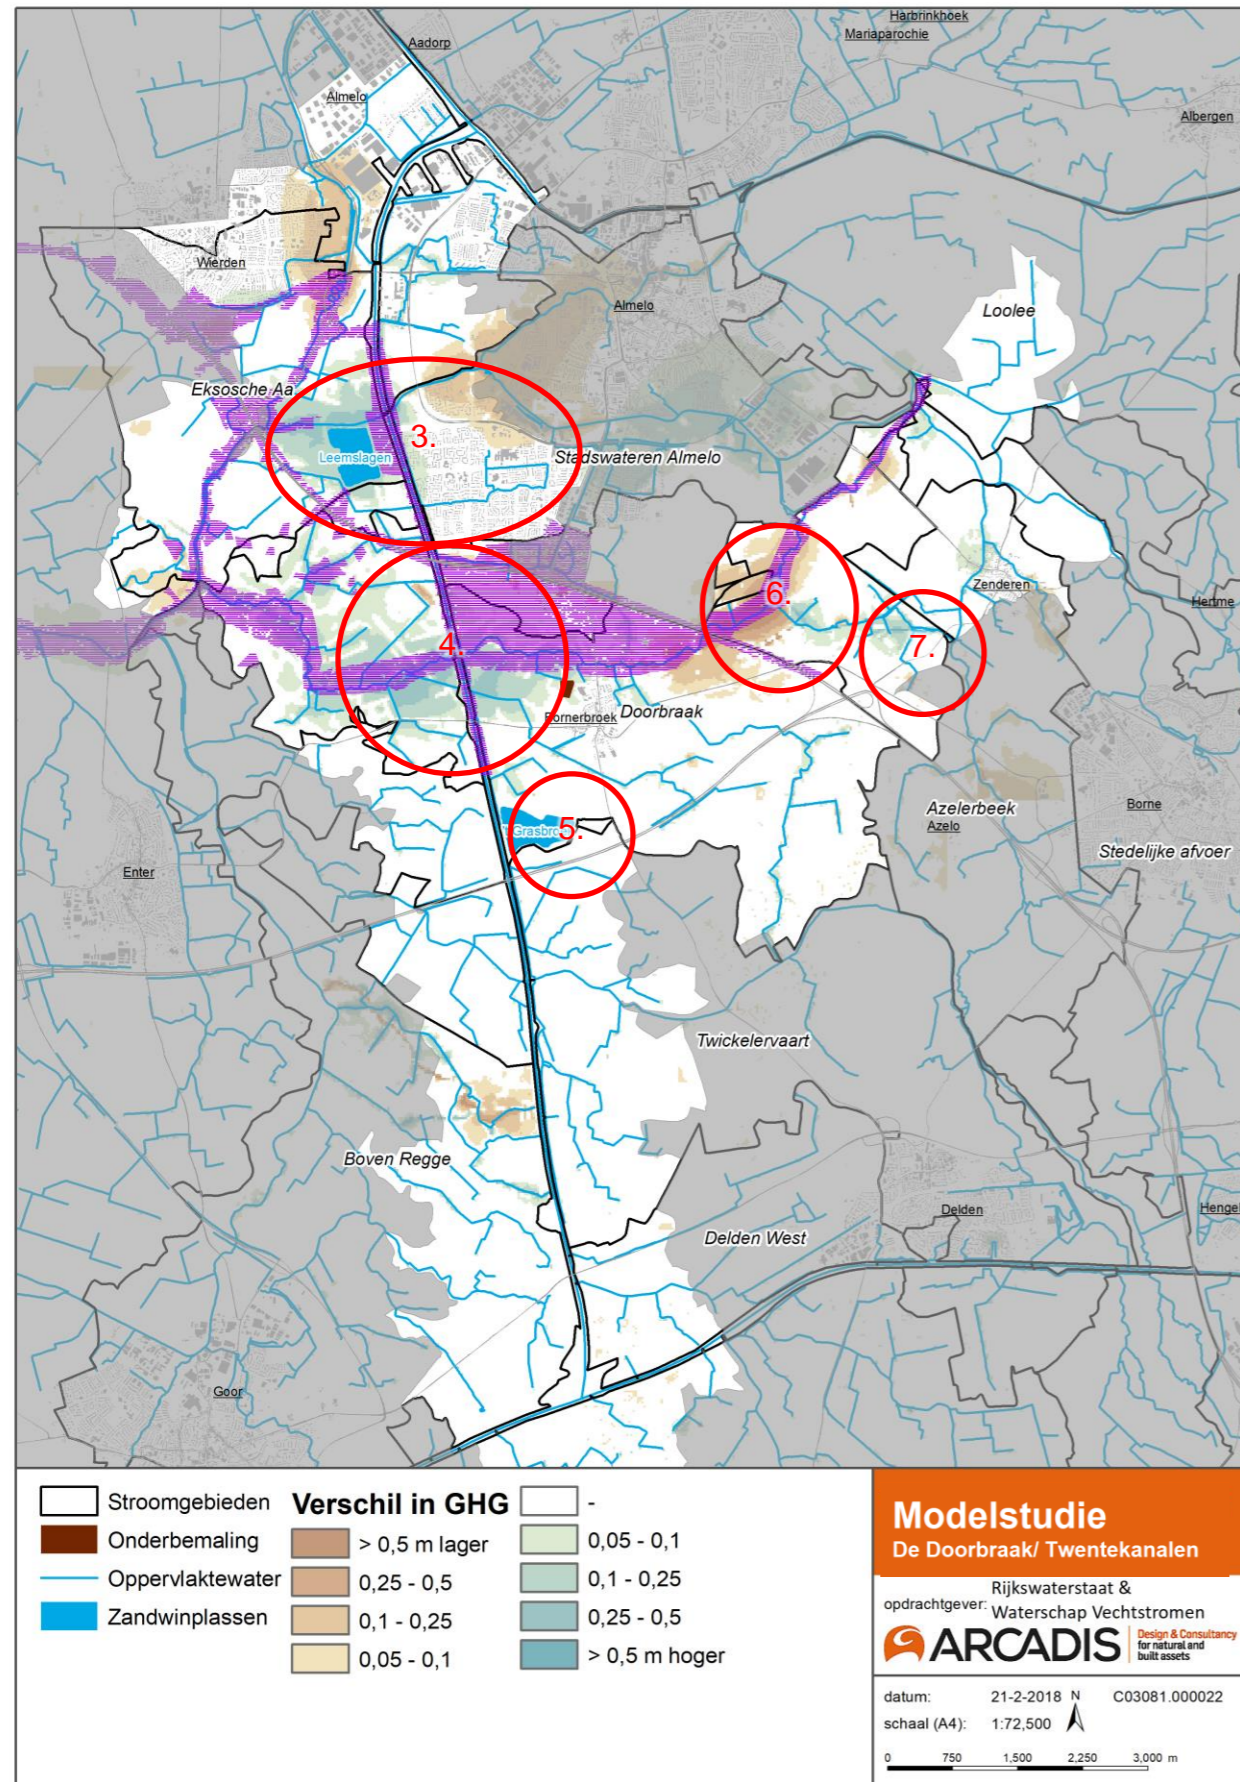 Harbrinkhoek
Mariaparochie
Aadorp
Almelo
Albergen
Wierden
Loolee
Almelo
Eksosche Aa
3.
Leemslagen
Stadswateren Almelo
Zenderen
6.
Hertme
7.
4.
Doorbraak
Azelerbeek
Azelo
Borne
5.
Stedelijke afvoer
Enter
Twickelervaart
Boven Regge
Delden
Delden West
Goor
Stroomgebieden
Onderbemaling
Oppervlaktewater
Zandwinplassen
Verschil in GHG
> 0,5 m lager
0,25 - 0,5
0,1 - 0,25
0,05 - 0,1
-
0,05 - 0,1
0,1 - 0,25
0,25 - 0,5
> 0,5 m hoger
Modelstudie
De Doorbraak/ Twentekanalen
opdrachtgever: Rijkswaterstaat &
Waterschap Vechtstromen
ARCADIS
Design & Consultancy
for natural and
built assets
datum: 21-2-2018 N C03081.000022
schaal (A4): 1:72,500
0 750 1,500 2,250 3,000 m